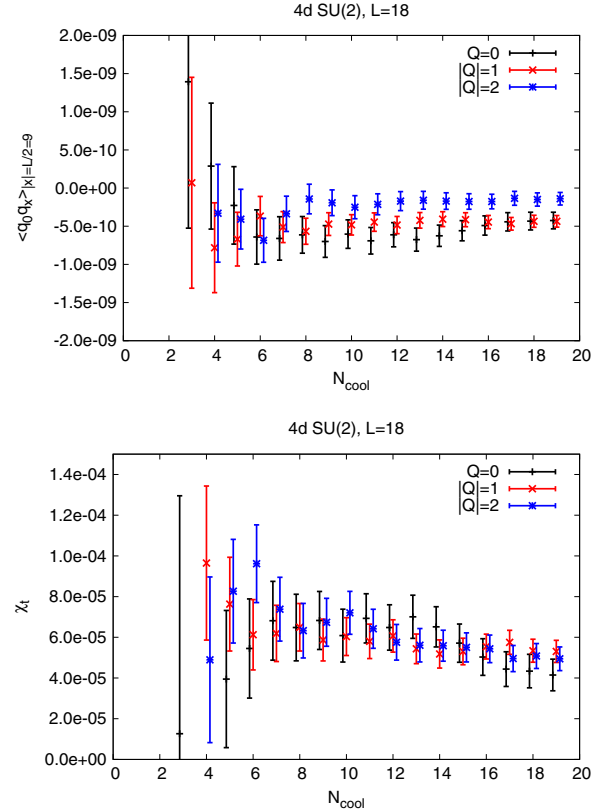 4d SU(2), L=18
2.0e-09
1.5e-09
1.0e-09
5.0e-10
0.0e+00
-5.0e-10
-1.0e-09
-1.5e-09
-2.0e-09
<q0 qx>|x|=L/2=9
Q=0
|Q|=1
|Q|=2
0 2 4 6 8 10 12 14 16 18 20
Ncool
4d SU(2), L=18
1.4e-04
1.2e-04
1.0e-04
8.0e-05
6.0e-05
4.0e-05
2.0e-05
0.0e+00
χt
Q=0
|Q|=1
|Q|=2
0 2 4 6 8 10 12 14 16 18 20
Ncool